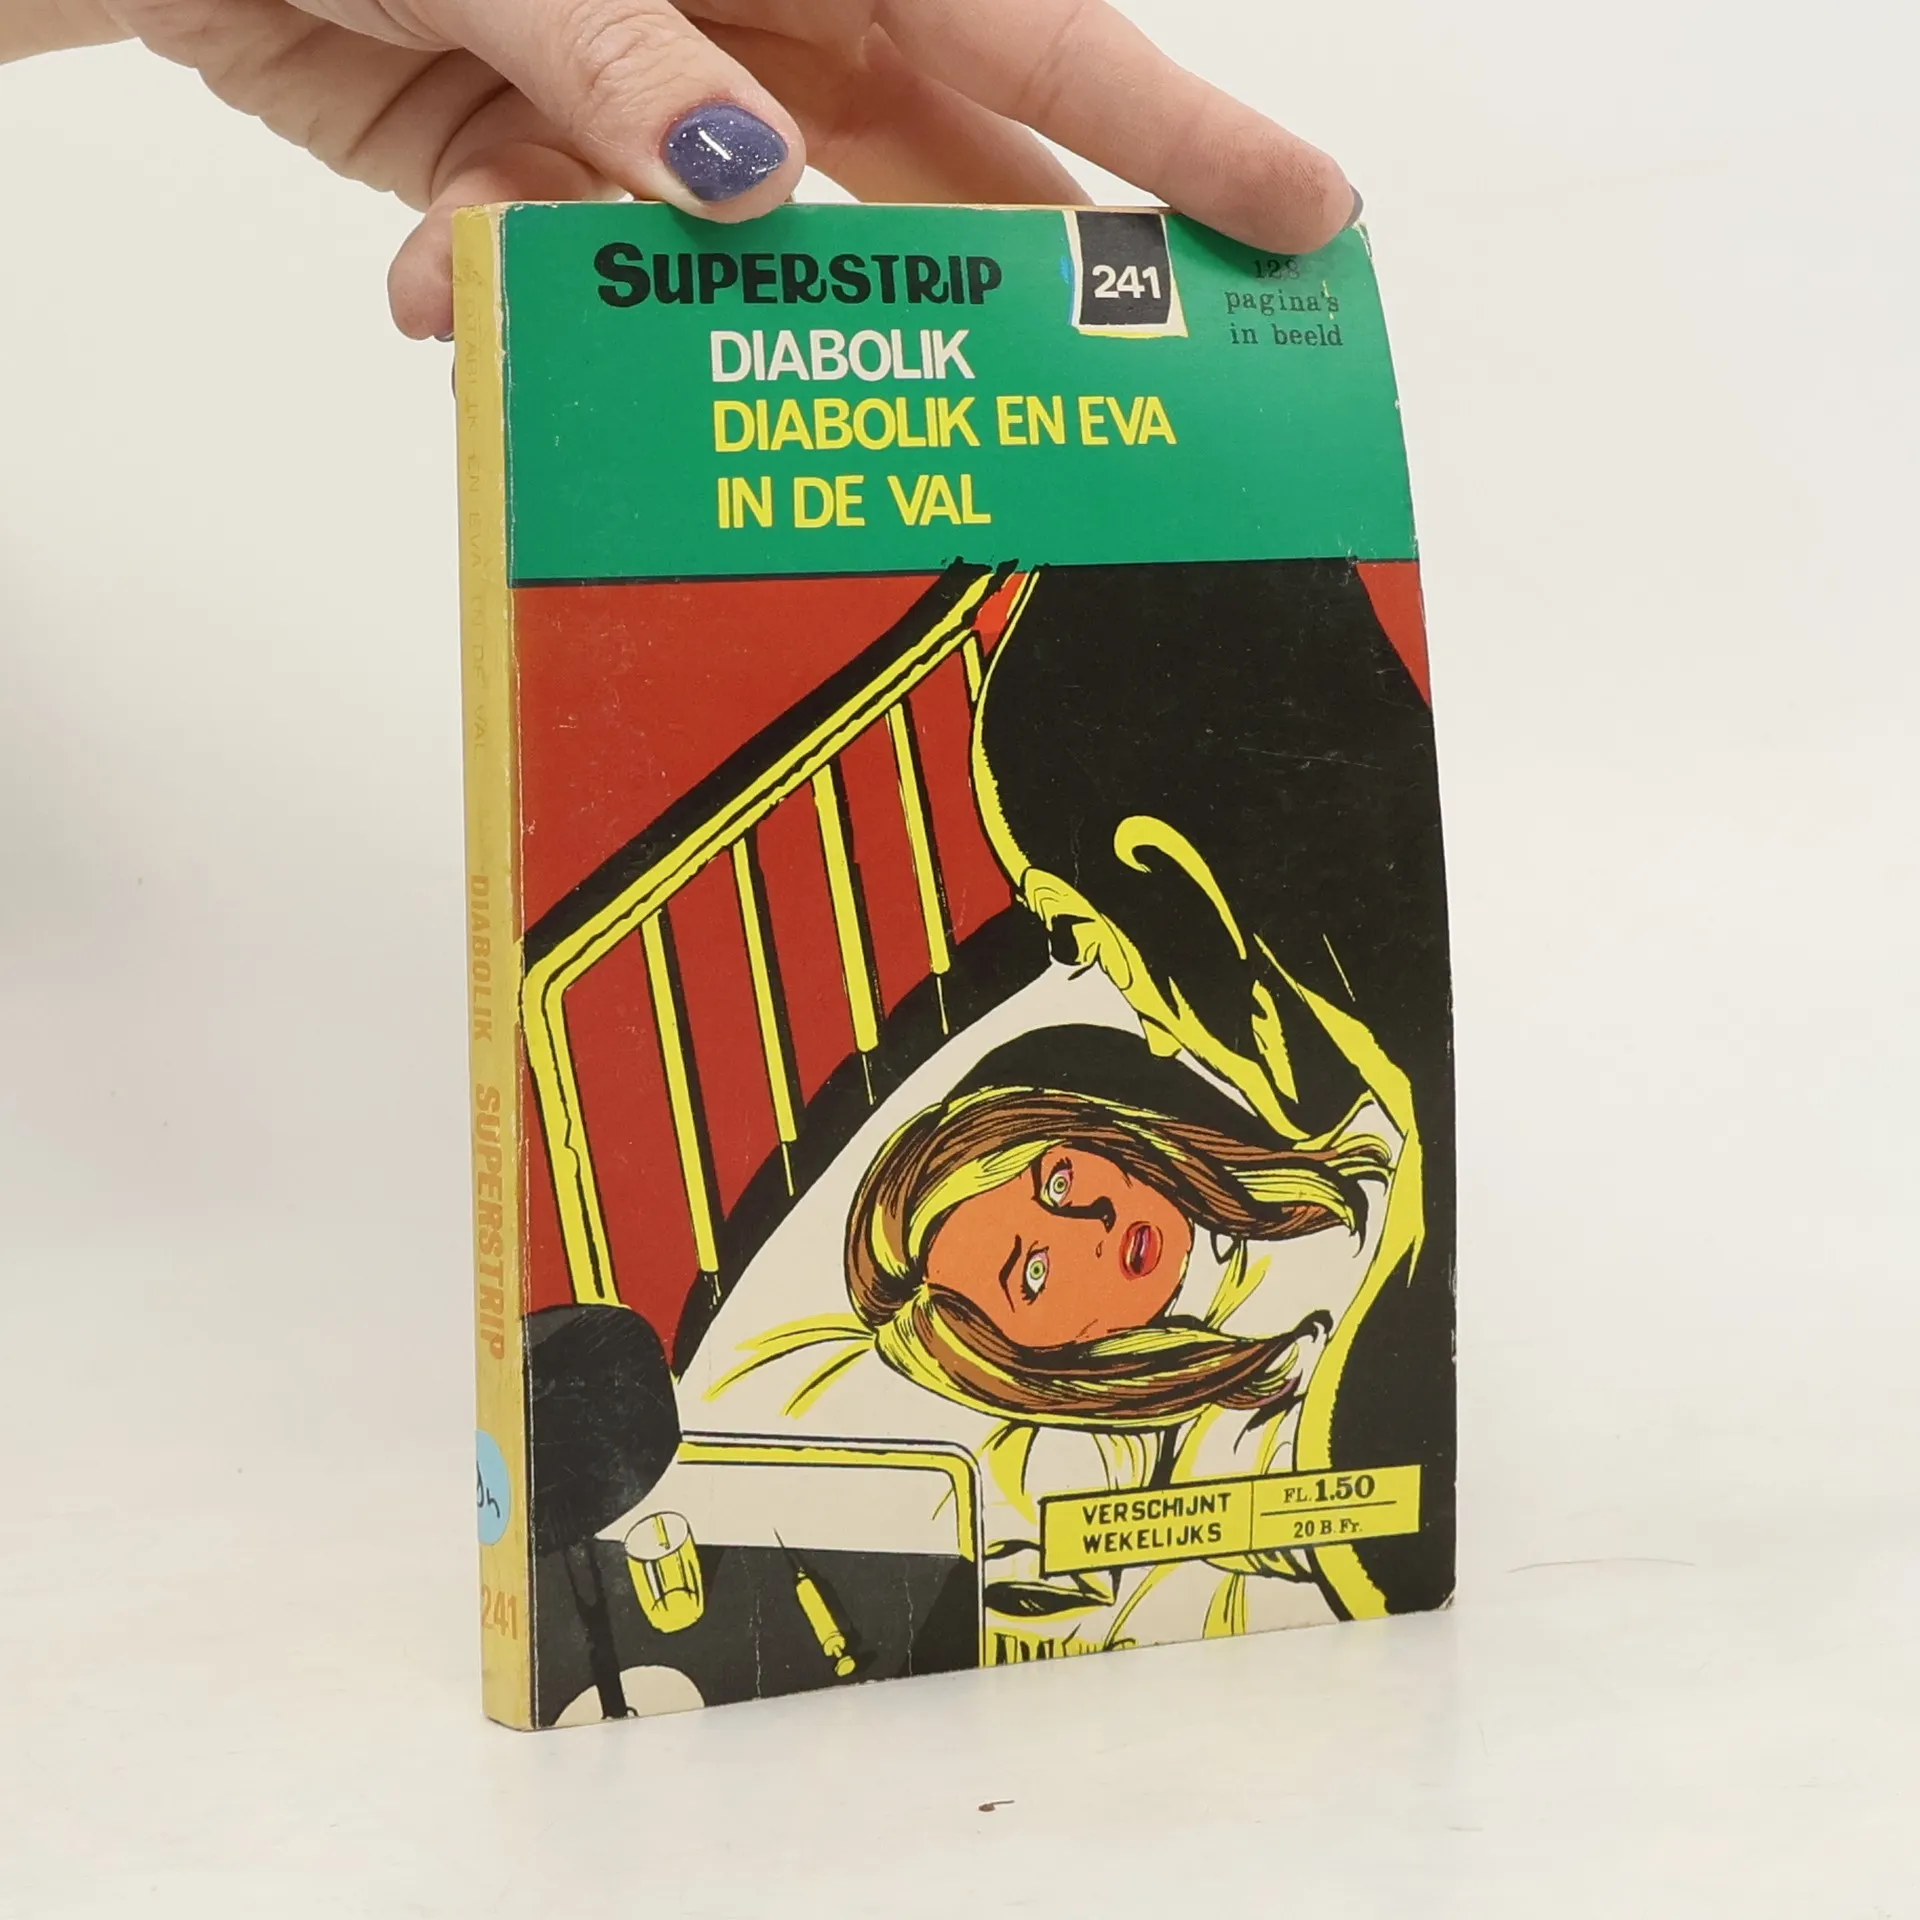 SUPERSTRIP
241
128
pagina's
in beeld
DIABOLIK
DIABOLIK EN EVA
IN DE VAL
VERSCHIJNT
WEKELIJKS
FL. 1.50
20 B. Fr.
DIABOLIK EN EVA IN DE VAL
DIABOLIK
SUPERSTRIP
241